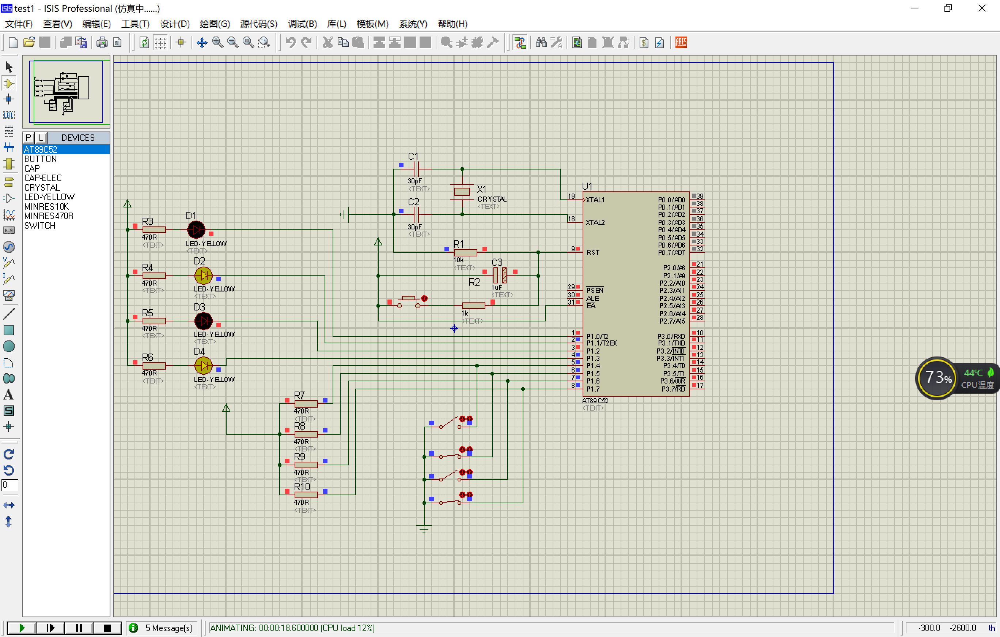 test1 - ISIS Professional (仿真中......)
文件(F) 查看(V) 编辑(E) 工具(T) 设计(D) 绘图(G) 源代码(S) 调试(B) 库(L) 模板(M) 系统(Y) 帮助(H)
LBL
A
S
0
P L DEVICES
AT89C52
BUTTON
CAP
CAP-ELEC
CRYSTAL
LED-YELLOW
MINRES10K
MINRES470R
SWITCH
ARES
C1
30pF
<TEXT>
X1
CRYSTAL
<TEXT>
C2
30pF
<TEXT>
R1
10k
<TEXT>
C3
1uF
<TEXT>
R2
1k
<TEXT>
R3
470R
<TEXT>
D1
LED-YELLOW
<TEXT>
R4
470R
<TEXT>
D2
LED-YELLOW
<TEXT>
R5
470R
<TEXT>
D3
LED-YELLOW
<TEXT>
R6
470R
<TEXT>
D4
LED-YELLOW
<TEXT>
R7
470R
<TEXT>
R8
470R
<TEXT>
R9
470R
<TEXT>
R10
470R
<TEXT>
U1
19 XTAL1
18 XTAL2
9 RST
29 PSEN
30 ALE
31 EA
1 P1.0/T2
2 P1.1/T2EX
3 P1.2
4 P1.3
5 P1.4
6 P1.5
7 P1.6
8 P1.7
P0.0/AD0 39
P0.1/AD1 38
P0.2/AD2 37
P0.3/AD3 36
P0.4/AD4 35
P0.5/AD5 34
P0.6/AD6 33
P0.7/AD7 32
P2.0/A8 21
P2.1/A9 22
P2.2/A10 23
P2.3/A11 24
P2.4/A12 25
P2.5/A13 26
P2.6/A14 27
P2.7/A15 28
P3.0/RXD 10
P3.1/TXD 11
P3.2/INT0 12
P3.3/INT1 13
P3.4/T0 14
P3.5/T1 15
P3.6/WR 16
P3.7/RD 17
AT89C52
<TEXT>
73%
44℃
CPU温度
5 Message(s)
ANIMATING: 00:00:18.600000 (CPU load 12%)
-300.0 -2600.0 th